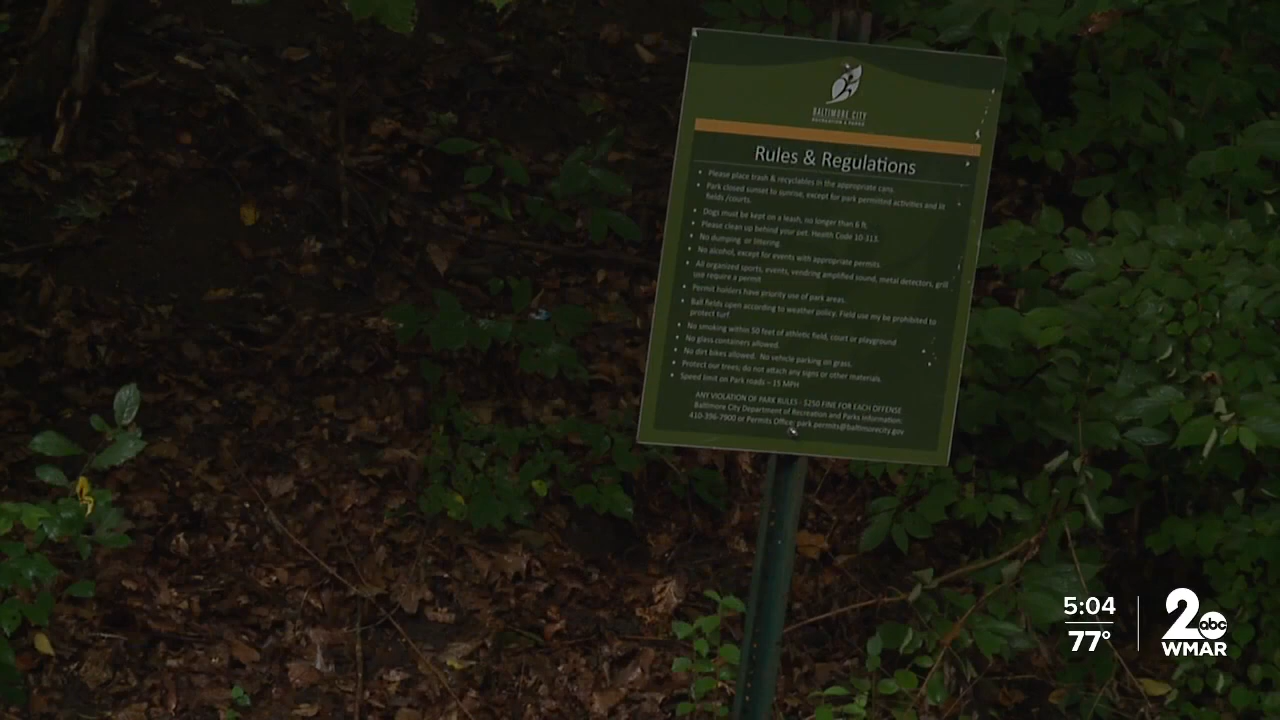 BALTIMORE CITY
RECREATION & PARKS
Rules & Regulations
• Please place trash & recyclables in the appropriate cans.
• Park closed sunset to sunrise, except for park permitted activities and in
fields /courts.
• Dogs must be kept on a leash, no longer than 6 ft.
• Please clean up behind your pet. Health Code 10-313.
• No dumping or littering.
• No alcohol, except for events with appropriate permits.
• All organized sports, events, vendring amplified sound, metal detectors, grill
use require a permit
• Permit holders have priority use of park areas.
• Ball fields open according to weather policy. Field use my be prohibited to
protect turf
• No smoking within 50 feet of athletic field, court or playground
• No glass containers allowed.
• No dirt bikes allowed. No vehicle parking on grass.
• Protect our trees; do not attach any signs or other materials.
• Speed limit on Park roads – 15 MPH
ANY VIOLATION OF PARK RULES - $250 FINE FOR EACH OFFENSE
Baltimore City Department of Recreation and Parks Information:
410-396-7900 or Permits Office: park.permits@baltimorecity.gov
5:04
77°
2 abc
WMAR